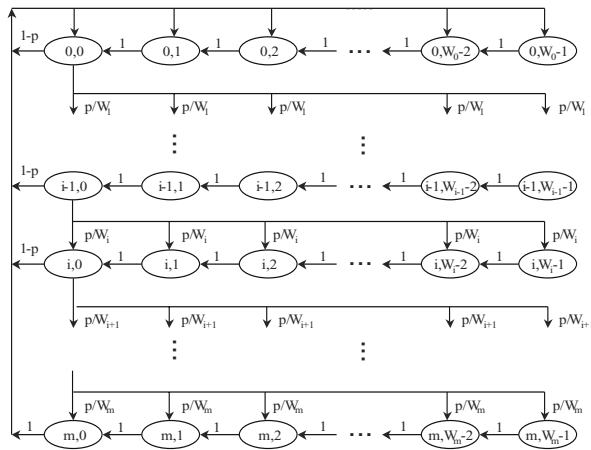 1-p 0,0 1 0,1 1 0,2 1 ... 1 0,W₀-2 1 0,W₀-1
p/W₁ p/W₁ p/W₁ p/W₁ p/W₁
1-p i-1,0 1 i-1,1 1 i-1,2 1 ... 1 i-1,Wᵢ₋₁-2 1 i-1,Wᵢ₋₁-1
p/Wᵢ p/Wᵢ p/Wᵢ p/Wᵢ p/Wᵢ
1-p i,0 1 i,1 1 i,2 1 ... 1 i,Wᵢ-2 1 i,Wᵢ-1
p/Wᵢ₊₁ p/Wᵢ₊₁ p/Wᵢ₊₁ p/Wᵢ₊₁ p/Wᵢ₊
p/Wₘ p/Wₘ p/Wₘ p/Wₘ p/Wₘ
1 m,0 1 m,1 1 m,2 1 ... 1 m,Wₘ-2 1 m,Wₘ-1